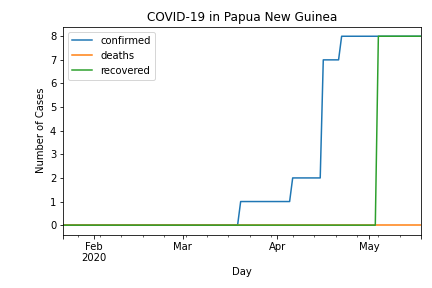 COVID-19 in Papua New Guinea
confirmed
deaths
recovered
Number of Cases
8
7
6
5
4
3
2
1
0
Feb
2020
Mar
Apr
May
Day